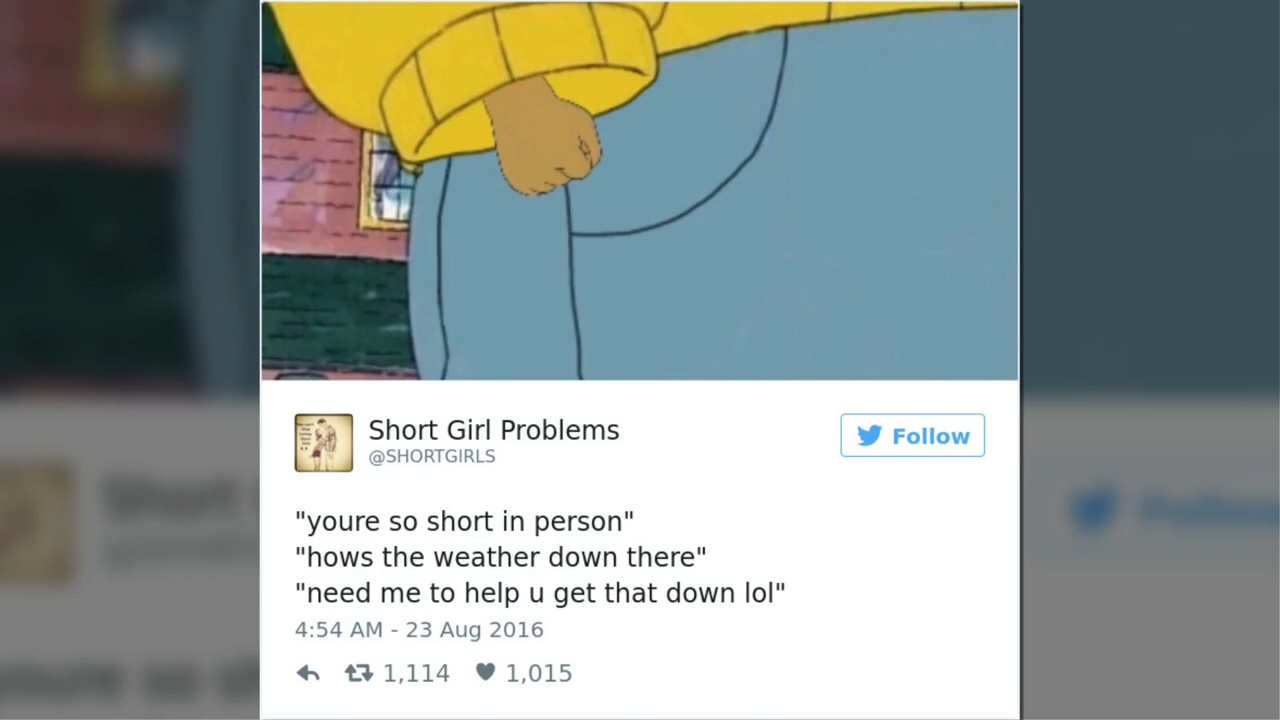 Short Girl Problems
@SHORTGIRLS
Follow
"youre so short in person"
"hows the weather down there"
"need me to help u get that down lol"
4:54 AM - 23 Aug 2016
1,114 1,015